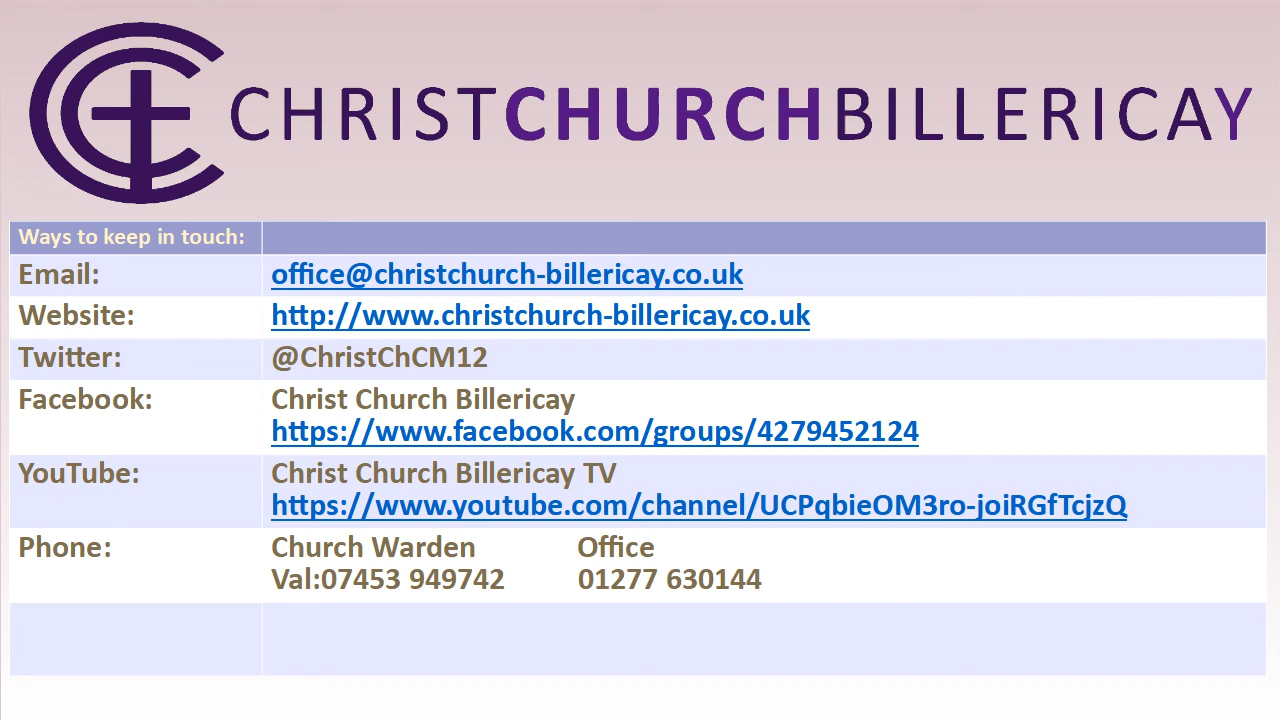 CHRISTCHURCHBILLERICAY
Ways to keep in touch:
Email: office@christchurch-billericay.co.uk
Website: http://www.christchurch-billericay.co.uk
Twitter: @ChristChCM12
Facebook: Christ Church Billericay
https://www.facebook.com/groups/4279452124
YouTube: Christ Church Billericay TV
https://www.youtube.com/channel/UCPqbieOM3ro-joiRGfTcjzQ
Phone: Church Warden Office
Val:07453 949742 01277 630144